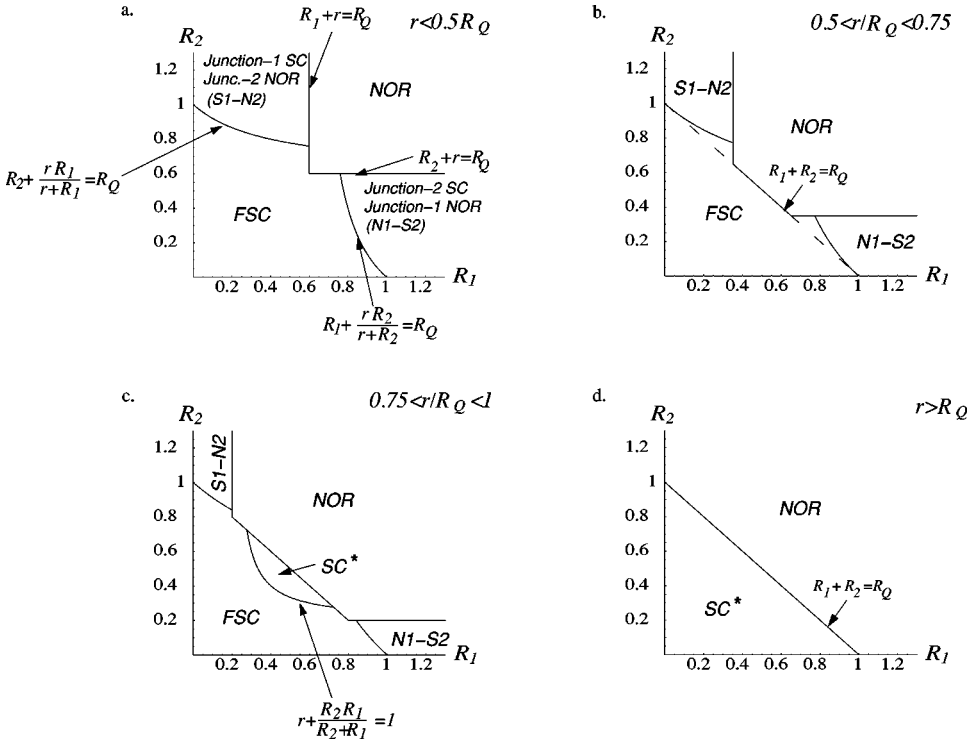 a.
r<0.5R_Q
R_2
R_1+r=R_Q
Junction-1 SC
Junc.-2 NOR
(S1-N2)
NOR
R_2+r=R_Q
R_2+ r R_1 / r+R_1 =R_Q
FSC
Junction-2 SC
Junction-1 NOR
(N1-S2)
1.2
1
0.8
0.6
0.4
0.2
0.2 0.4 0.6 0.8 1 1.2
R_1
R_1+ r R_2 / r+R_2 =R_Q
b.
0.5<r/R_Q<0.75
R_2
S1-N2
NOR
R_1+R_2=R_Q
FSC
N1-S2
1.2
1
0.8
0.6
0.4
0.2
0.2 0.4 0.6 0.8 1 1.2
R_1
c.
0.75<r/R_Q<1
R_2
S1-N2
NOR
SC*
FSC
N1-S2
1.2
1
0.8
0.6
0.4
0.2
0.2 0.4 0.6 0.8 1 1.2
R_1
r+ R_2 R_1 / R_2+R_1 =1
d.
r>R_Q
R_2
NOR
R_1+R_2=R_Q
SC*
1.2
1
0.8
0.6
0.4
0.2
0.2 0.4 0.6 0.8 1 1.2
R_1